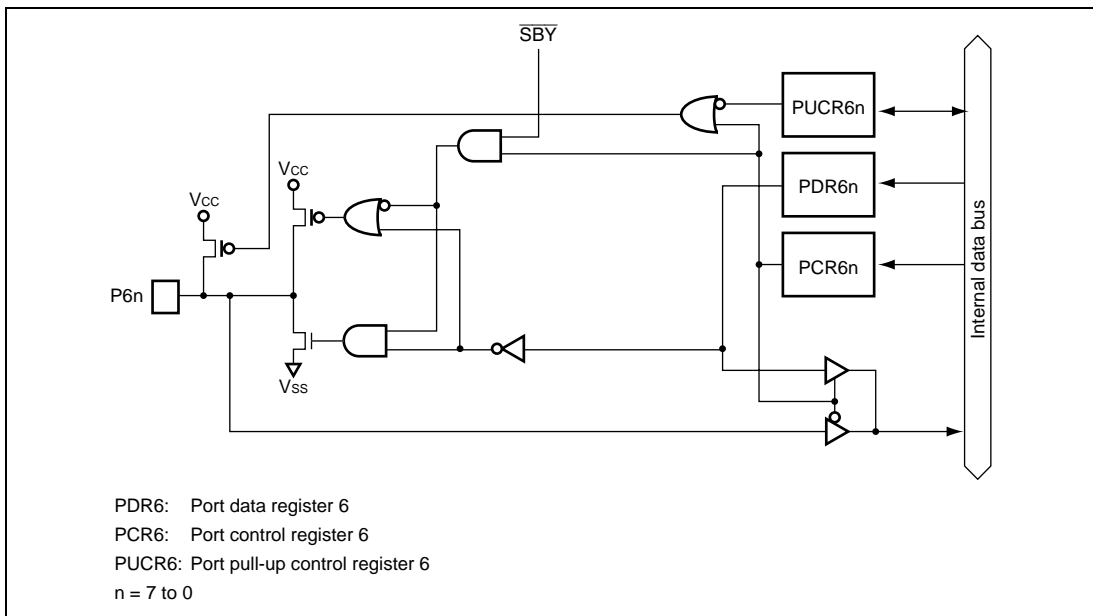 SBY
PUCR6n
VCC
PDR6n
VCC
PCR6n
P6n
VSS
Internal data bus
PDR6: Port data register 6
PCR6: Port control register 6
PUCR6: Port pull-up control register 6
n = 7 to 0